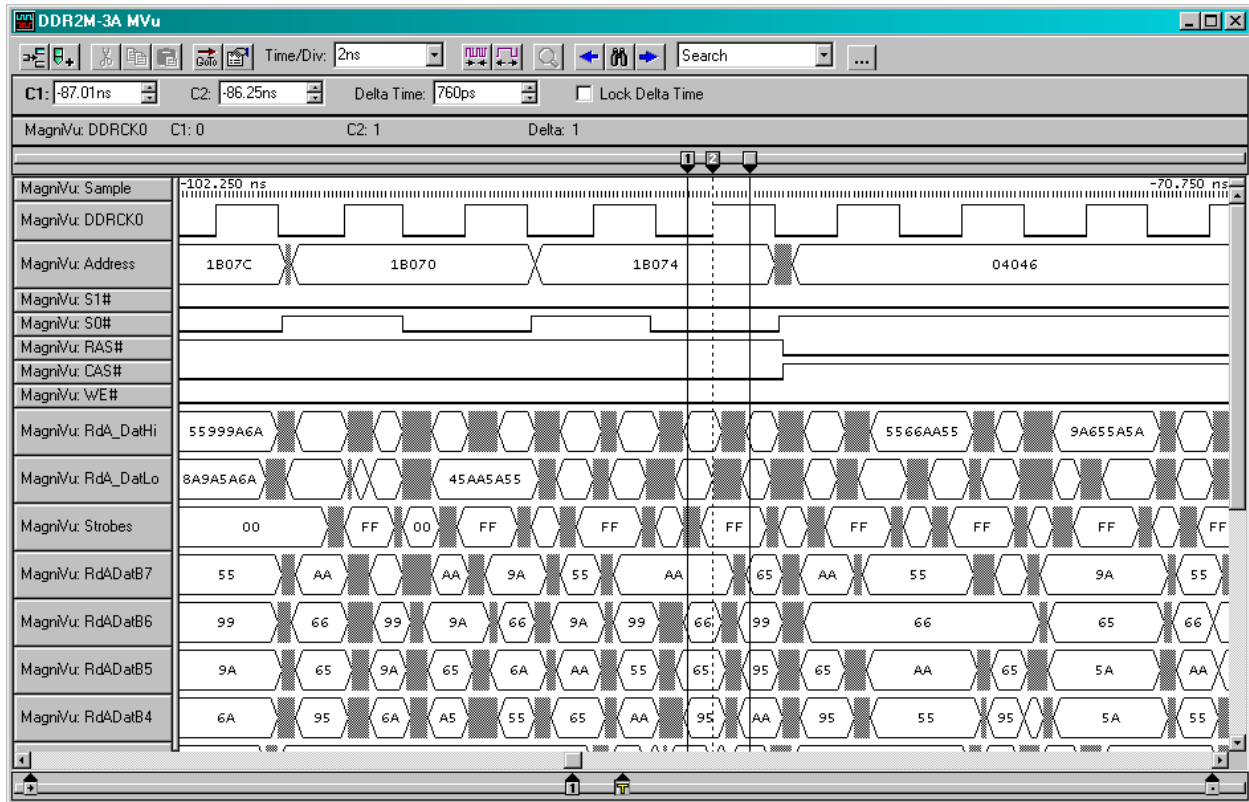 DDR2M-3A MVu
GoTo Time/Div: 2ns Search ...
C1: -87.01ns C2: -86.25ns Delta Time: 760ps Lock Delta Time
MagniVu: DDRCK0 C1: 0 C2: 1 Delta: 1
1 2
MagniVu: Sample -102.250 ns -70.750 ns
MagniVu: DDRCK0
MagniVu: Address 1B07C 1B070 1B074 04046
MagniVu: S1#
MagniVu: S0#
MagniVu: RAS#
MagniVu: CAS#
MagniVu: WE#
MagniVu: RdA_DatHi 55999A6A 5566AA55 9A655A5A
MagniVu: RdA_DatLo 8A9A5A6A 45AA5A55
MagniVu: Strobes 00 FF 00 FF FF FF FF FF FF FF
MagniVu: RdADatB7 55 AA AA 9A 55 AA 65 AA 55 9A 55
MagniVu: RdADatB6 99 66 99 9A 66 9A 99 66 99 66 65 66
MagniVu: RdADatB5 9A 65 9A 65 6A AA 55 65 95 65 AA 65 5A AA
MagniVu: RdADatB4 6A 95 6A A5 55 65 AA 95 AA 95 55 95 5A 55
1 T